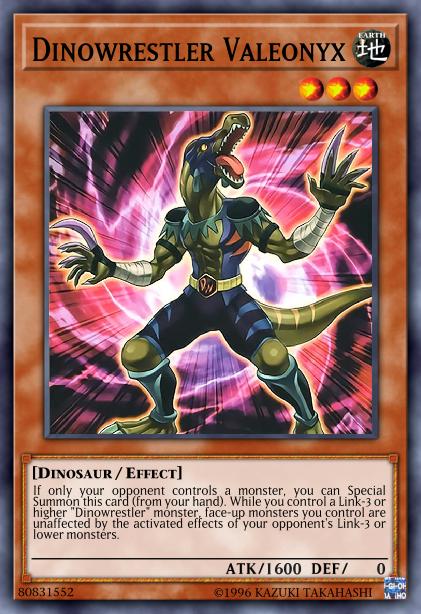 Dinowrestler Valeonyx
EARTH
地
[Dinosaur / Effect]
If only your opponent controls a monster, you can Special
Summon this card (from your hand). While you control a Link-3 or
higher "Dinowrestler" monster, face-up monsters you control are
unaffected by the activated effects of your opponent's Link-3 or
lower monsters.
ATK/1600 DEF/ 0
80831552 ©1996 KAZUKI TAKAHASHI